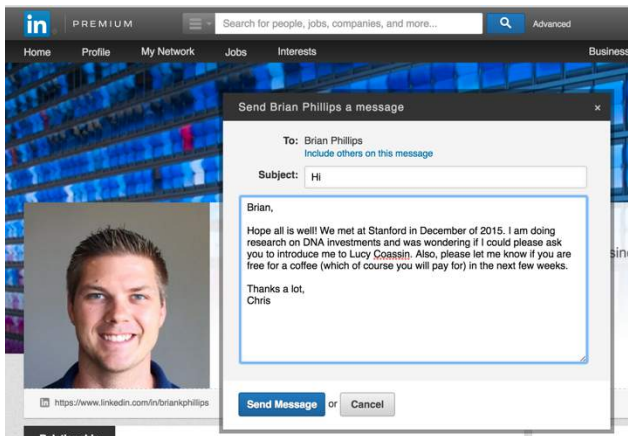 in PREMIUM Search for people, jobs, companies, and more... Advanced
Home Profile My Network Jobs Interests Business
Send Brian Phillips a message ×
To: Brian Phillips
Include others on this message
Subject: Hi
Brian,
Hope all is well! We met at Stanford in December of 2015. I am doing
research on DNA investments and was wondering if I could please ask
you to introduce me to Lucy Coassin. Also, please let me know if you are
free for a coffee (which of course you will pay for) in the next few weeks.
Thanks a lot,
Chris
in https://www.linkedin.com/in/briankphillips
Send Message or Cancel